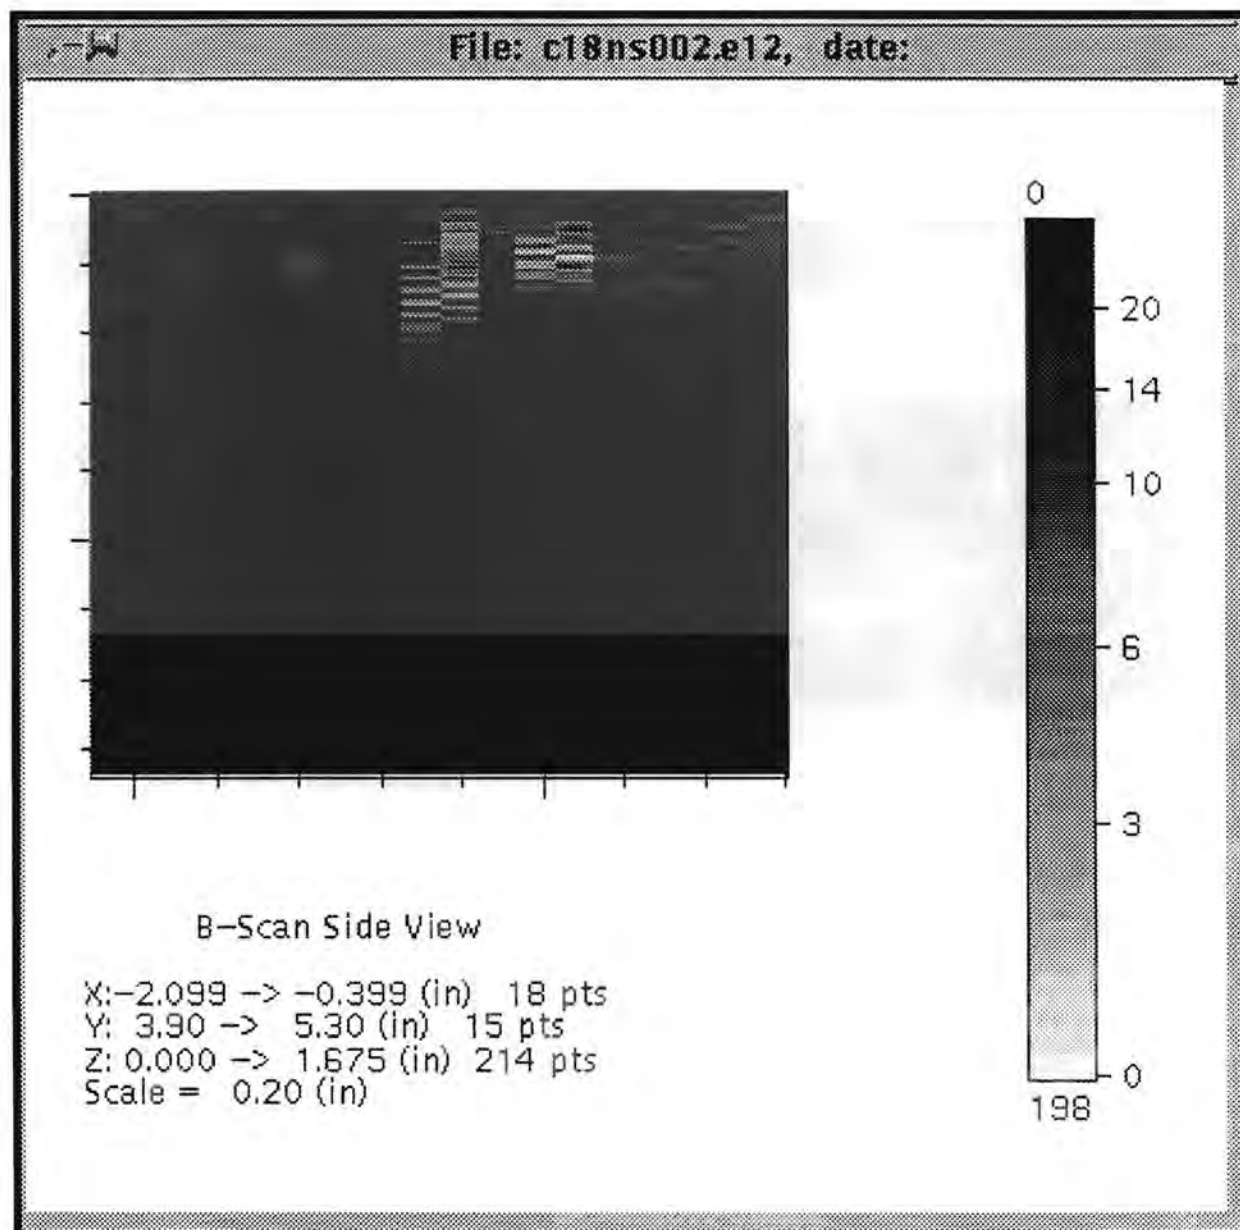 File: c18ns002.e12, date:
0
20
14
10
6
3
0
198
B-Scan Side View
X:-2.099 -> -0.399 (in) 18 pts
Y: 3.90 -> 5.30 (in) 15 pts
Z: 0.000 -> 1.675 (in) 214 pts
Scale = 0.20 (in)